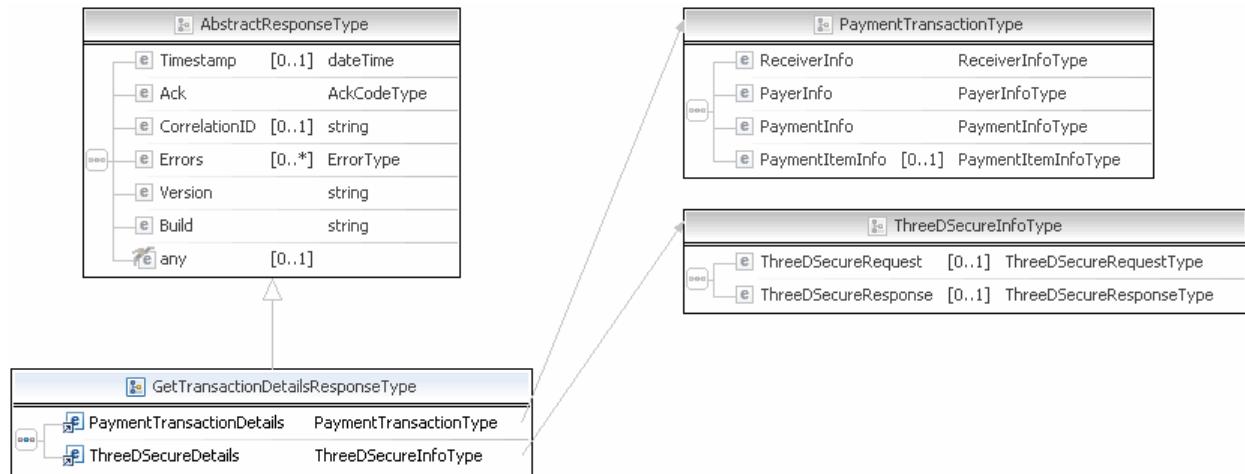 AbstractResponseType
Timestamp [0..1] dateTime
Ack AckCodeType
CorrelationID [0..1] string
Errors [0..*] ErrorType
Version string
Build string
any [0..1]
PaymentTransactionType
ReceiverInfo ReceiverInfoType
PayerInfo PayerInfoType
PaymentInfo PaymentInfoType
PaymentItemInfo [0..1] PaymentItemInfoType
ThreeDSecureInfoType
ThreeDSecureRequest [0..1] ThreeDSecureRequestType
ThreeDSecureResponse [0..1] ThreeDSecureResponseType
GetTransactionDetailsResponseType
PaymentTransactionDetails PaymentTransactionType
ThreeDSecureDetails ThreeDSecureInfoType